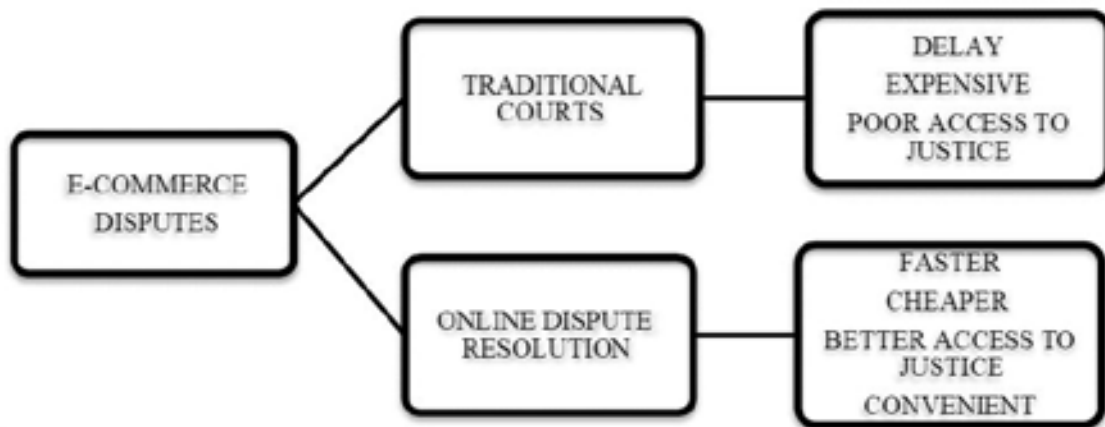 E-COMMERCE
DISPUTES
TRADITIONAL
COURTS
DELAY
EXPENSIVE
POOR ACCESS TO
JUSTICE
ONLINE DISPUTE
RESOLUTION
FASTER
CHEAPER
BETTER ACCESS TO
JUSTICE
CONVENIENT